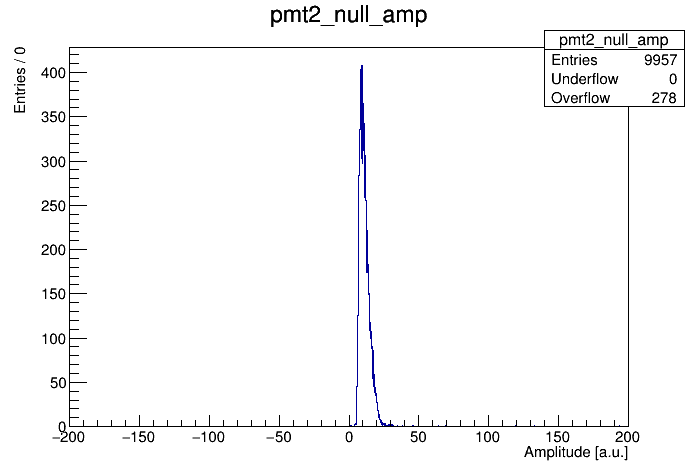 pmt2_null_amp
pmt2_null_amp
Entries 9957
Underflow 0
Overflow 278
Entries / 0
400
350
300
250
200
150
100
50
0
−200 −150 −100 −50 0 50 100 150 200
Amplitude [a.u.]